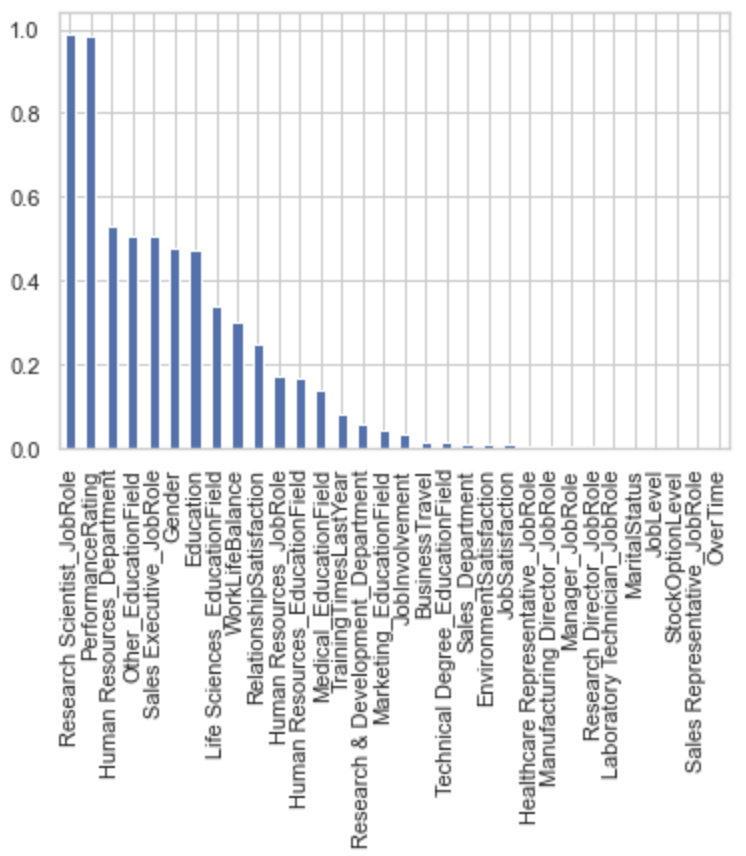 1.0
0.8
0.6
0.4
0.2
0.0
Research Scientist_JobRole
PerformanceRating
Human Resources_Department
Other_EducationField
Sales Executive_JobRole
Gender
Education
Life Sciences_EducationField
WorkLifeBalance
RelationshipSatisfaction
Human Resources_JobRole
Human Resources_EducationField
Medical_EducationField
TrainingTimesLastYear
Research & Development_Department
Marketing_EducationField
JobInvolvement
BusinessTravel
Technical Degree_EducationField
Sales_Department
EnvironmentSatisfaction
JobSatisfaction
Healthcare Representative_JobRole
Manufacturing Director_JobRole
Manager_JobRole
Research Director_JobRole
Laboratory Technician_JobRole
MaritalStatus
JobLevel
StockOptionLevel
Sales Representative_JobRole
OverTime